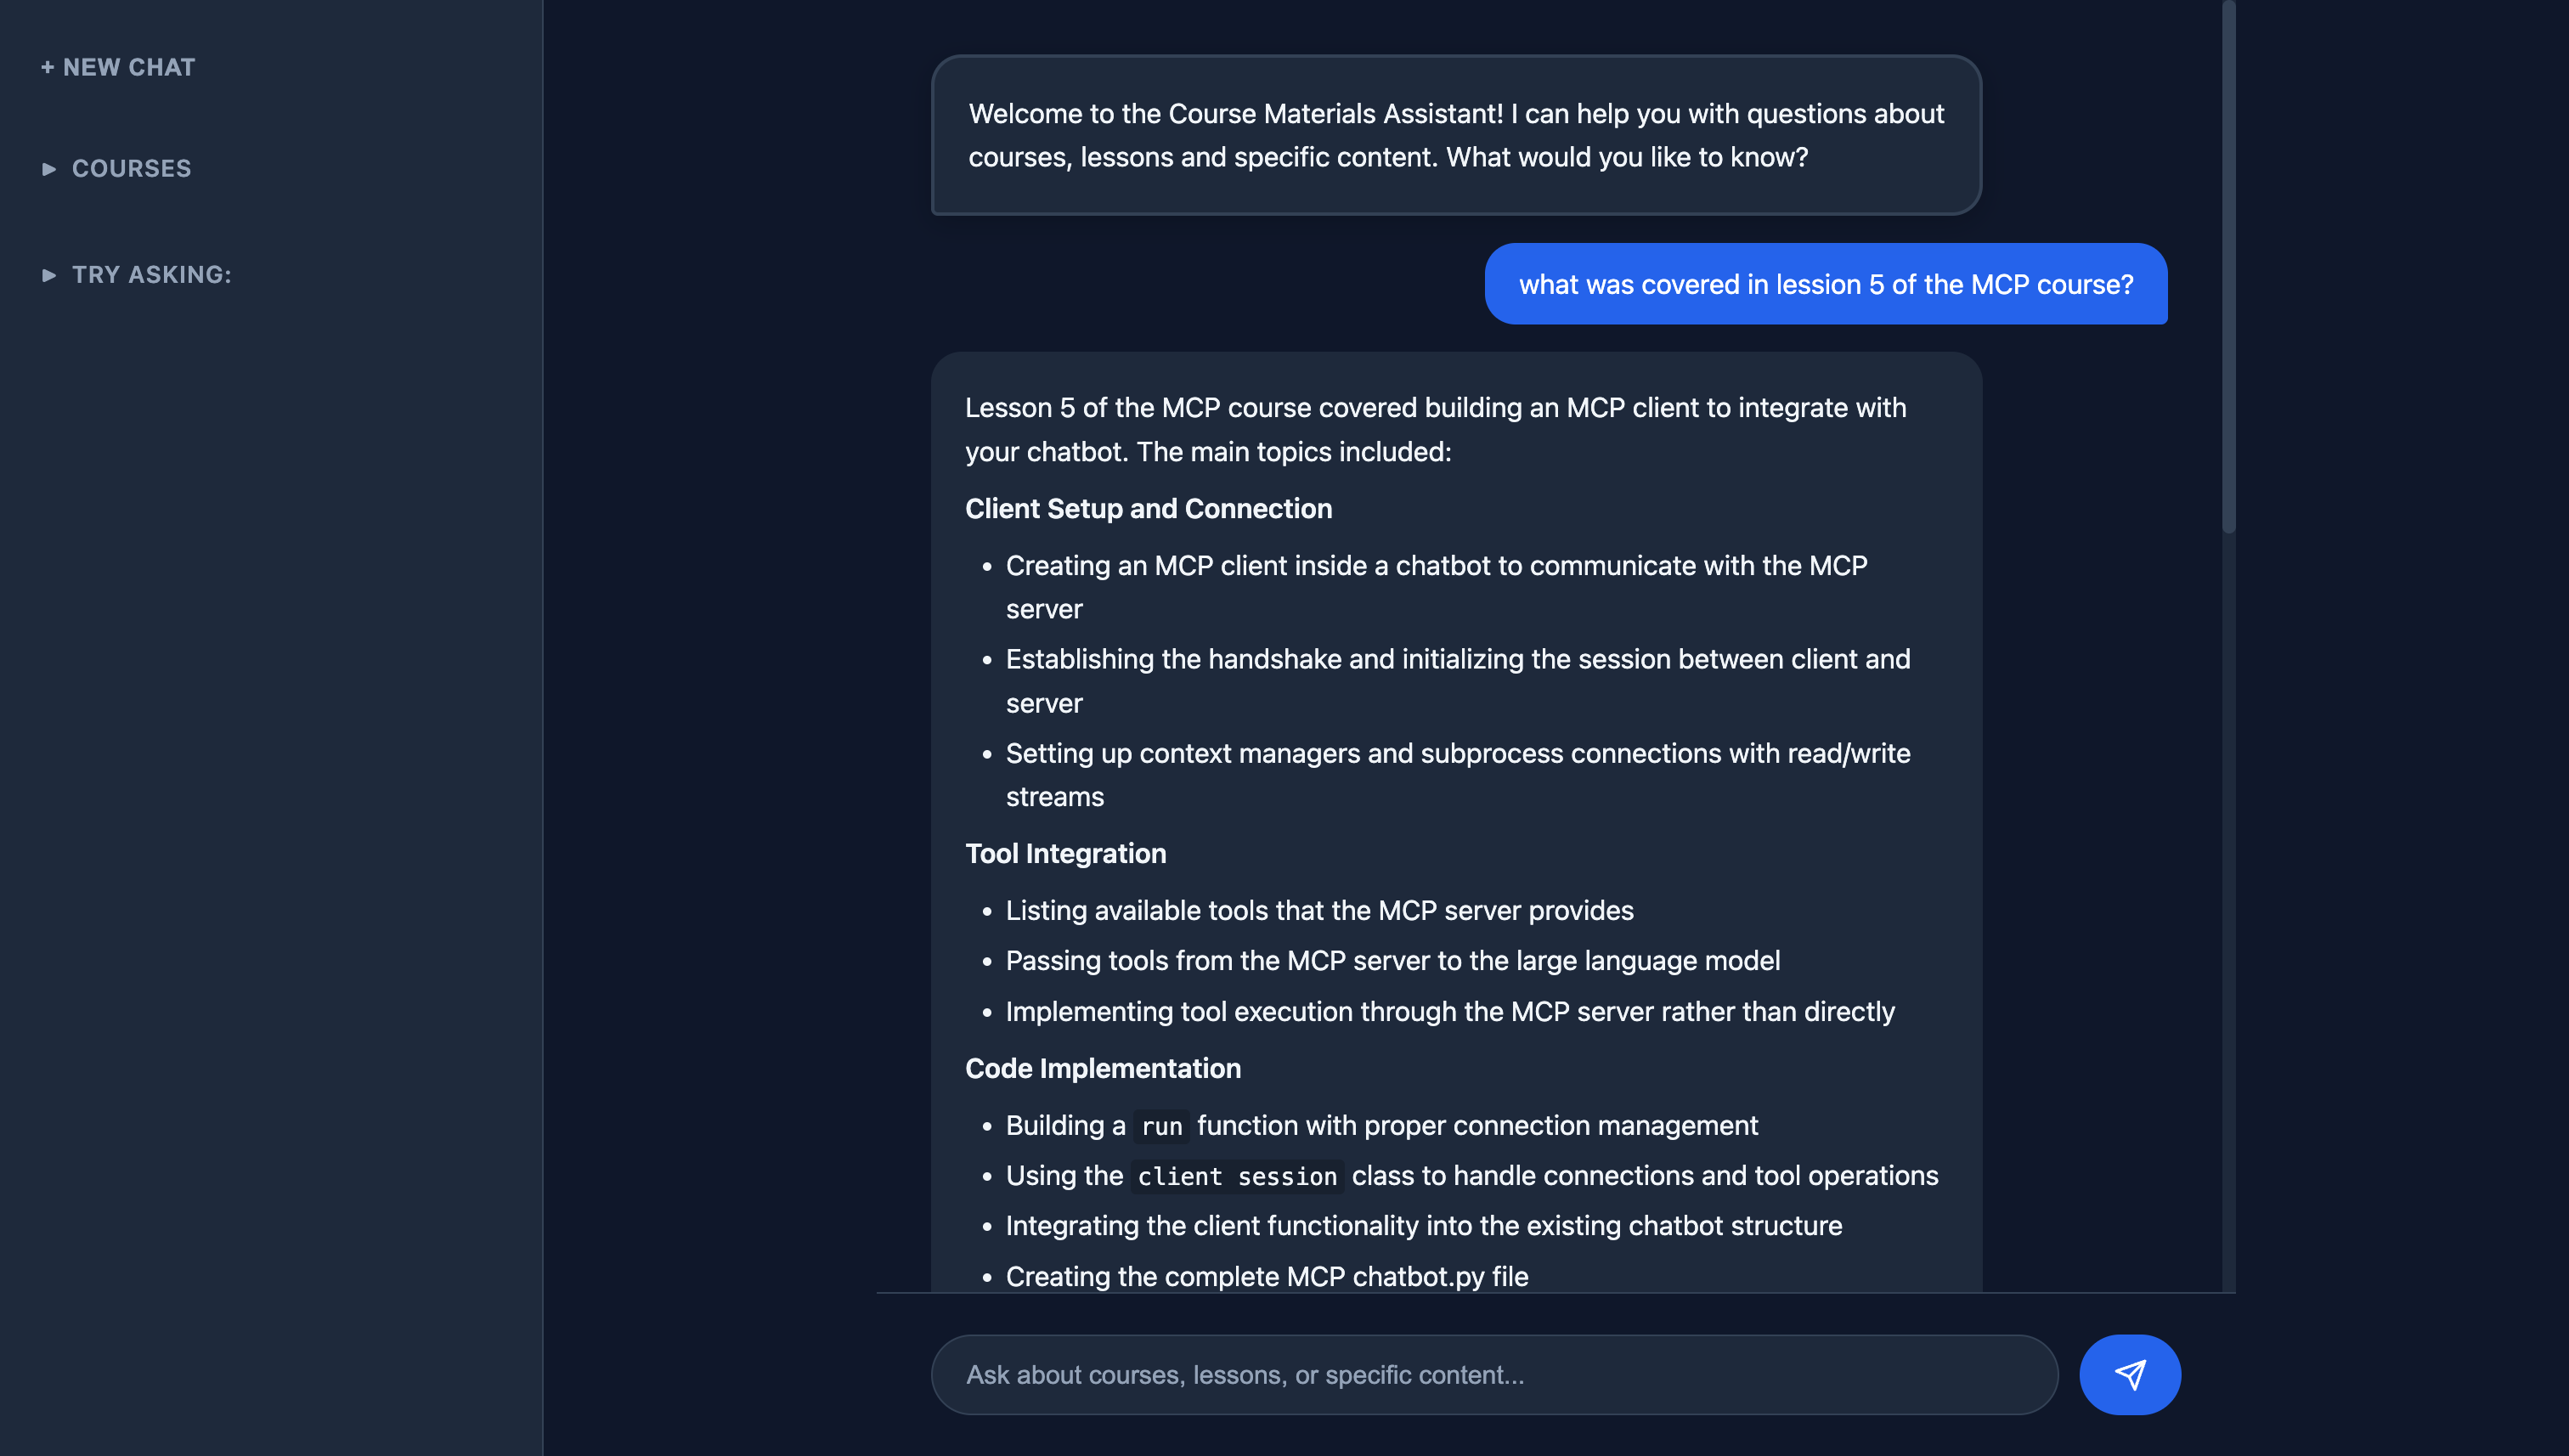 + NEW CHAT
▶ COURSES
▶ TRY ASKING:
Welcome to the Course Materials Assistant! I can help you with questions about
courses, lessons and specific content. What would you like to know?
what was covered in lession 5 of the MCP course?
Lesson 5 of the MCP course covered building an MCP client to integrate with
your chatbot. The main topics included:
Client Setup and Connection
• Creating an MCP client inside a chatbot to communicate with the MCP
server
• Establishing the handshake and initializing the session between client and
server
• Setting up context managers and subprocess connections with read/write
streams
Tool Integration
• Listing available tools that the MCP server provides
• Passing tools from the MCP server to the large language model
• Implementing tool execution through the MCP server rather than directly
Code Implementation
• Building a run function with proper connection management
• Using the client session class to handle connections and tool operations
• Integrating the client functionality into the existing chatbot structure
• Creating the complete MCP chatbot.py file
Ask about courses, lessons, or specific content...